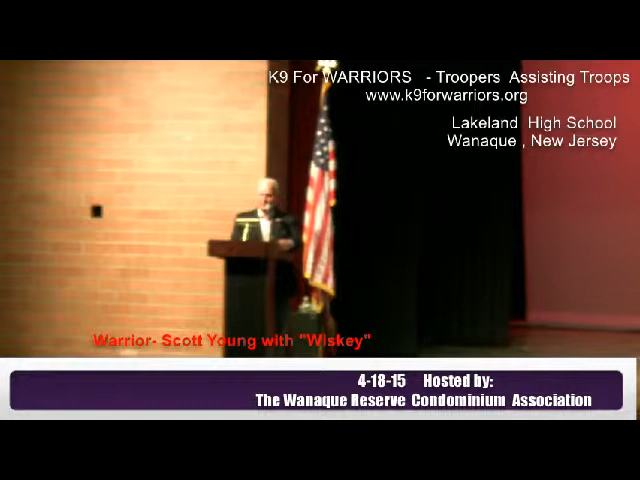 K9 For WARRIORS - Troopers Assisting Troops
www.k9forwarriors.org
Lakeland High School
Wanaque , New Jersey
Warrior- Scott Young with "Wiskey"
4-18-15 Hosted by:
The Wanaque Reserve Condominium Association